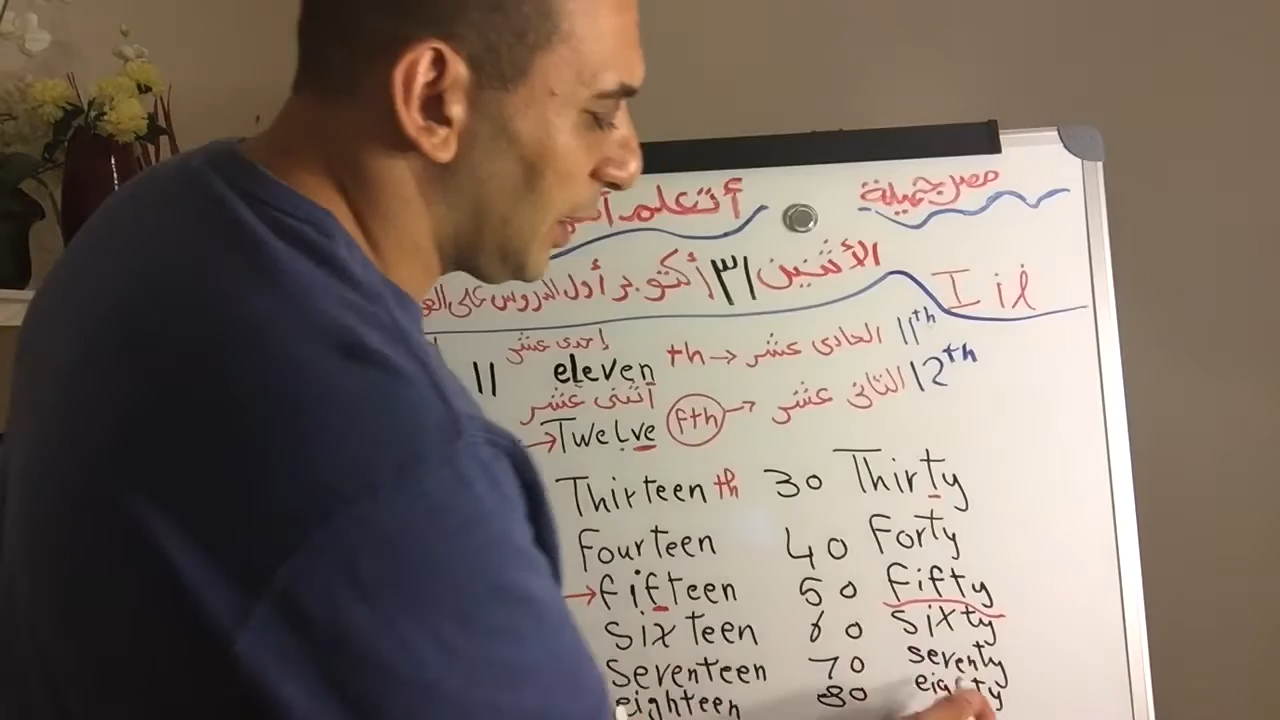 مصر جميلة أتعلم
الأثنين ٣١ أكتوبر أول الدروس على
I il
إحدى عشر
11 eleven th → الحادى عشر 11th
أثنى عشر
→ Twelve fth → الثانى عشر 12th
Thirteen th 30 Thirty
fourteen 40 Forty
→ fifteen 50 fifty
sixteen 60 sixty
seventeen 70 seventy
eighteen 80